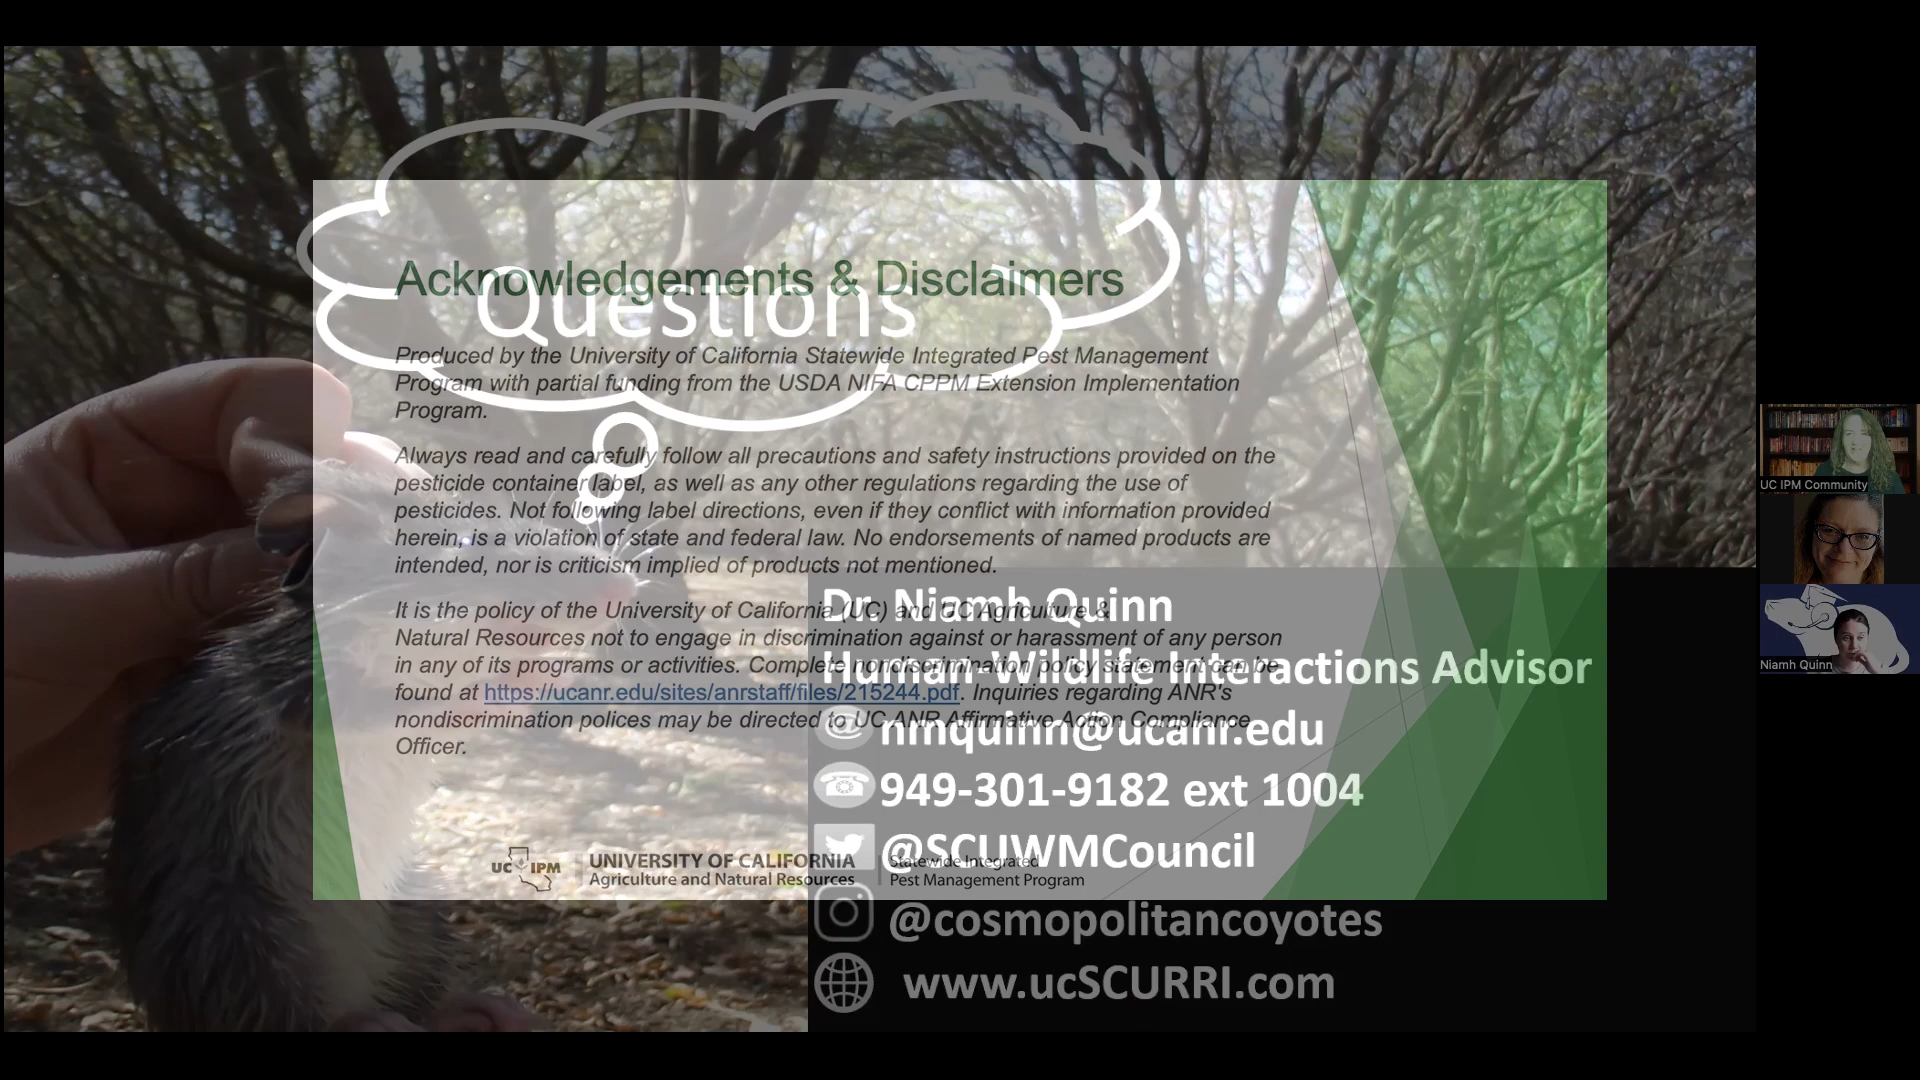 Acknowledgements & Disclaimers
Questions
Produced by the University of California Statewide Integrated Pest Management
Program with partial funding from the USDA NIFA CPPM Extension Implementation
Program.
Always read and carefully follow all precautions and safety instructions provided on the
pesticide container label, as well as any other regulations regarding the use of
pesticides. Not following label directions, even if they conflict with information provided
herein, is a violation of state and federal law. No endorsements of named products are
intended, nor is criticism implied of products not mentioned.
It is the policy of the University of California (UC) and UC Agriculture &
Natural Resources not to engage in discrimination against or harassment of any person
in any of its programs or activities. Complete nondiscrimination policy statement can be
found at https://ucanr.edu/sites/anrstaff/files/215244.pdf. Inquiries regarding ANR's
nondiscrimination polices may be directed to UC ANR Affirmative Action Compliance
Officer.
Dr. Niamh Quinn
Human-Wildlife Interactions Advisor
nmquinn@ucanr.edu
949-301-9182 ext 1004
@SCUWMCouncil
@cosmopolitancoyotes
www.ucSCURRI.com
UC IPM
UNIVERSITY OF CALIFORNIA
Agriculture and Natural Resources
Statewide Integrated
Pest Management Program
UC IPM Community
Niamh Quinn